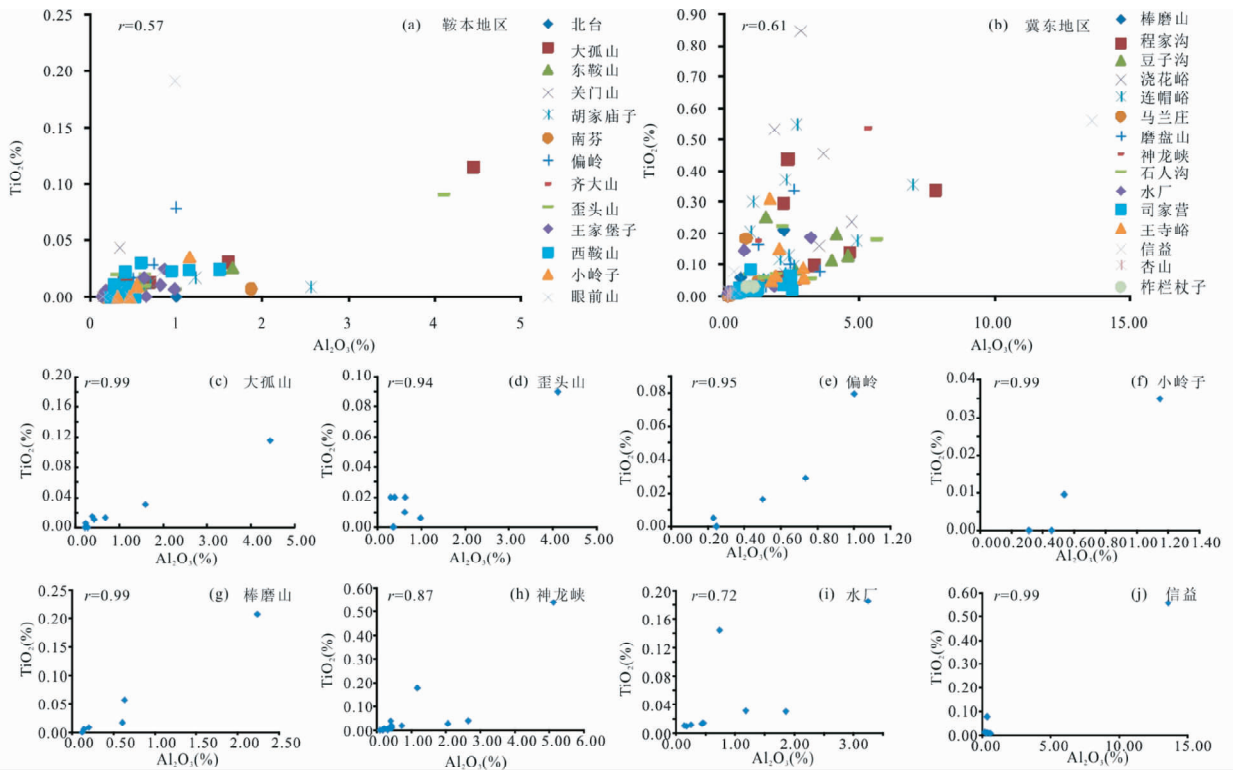 r=0.57
(a) 鞍本地区
TiO₂(%)
0.25
0.20
0.15
0.10
0.05
0.00
0
1
2
3
4
5
Al₂O₃(%)
北台
大孤山
东鞍山
关门山
胡家庙子
南芬
偏岭
齐大山
歪头山
王家堡子
西鞍山
小岭子
眼前山
r=0.61
(b) 冀东地区
TiO₂(%)
0.90
0.80
0.70
0.60
0.50
0.40
0.30
0.20
0.10
0.00
0.00
5.00
10.00
15.00
Al₂O₃(%)
棒磨山
程家沟
豆子沟
浇花峪
连帽峪
马兰庄
磨盘山
神龙峡
石人沟
水厂
司家营
王寺峪
信益
杏山
柞栏杖子
r=0.99
(c) 大孤山
TiO₂(%)
0.20
0.16
0.12
0.08
0.04
0.00
0.00 1.00 2.00 3.00 4.00 5.00
Al₂O₃(%)
r=0.94
(d) 歪头山
TiO₂(%)
0.10
0.08
0.06
0.04
0.02
0.00
0.00 1.00 2.00 3.00 4.00 5.00
Al₂O₃(%)
r=0.95
(e) 偏岭
TiO₂(%)
0.08
0.06
0.04
0.02
0.00
0.00 0.20 0.40 0.60 0.80 1.00 1.20
Al₂O₃(%)
r=0.99
(f) 小岭子
TiO₂(%)
0.04
0.03
0.02
0.01
0.00
0.00 0.20 0.40 0.60 0.80 1.00 1.20 1.40
Al₂O₃(%)
r=0.99
(g) 棒磨山
TiO₂(%)
0.25
0.20
0.15
0.10
0.05
0.00
0.00 0.50 1.00 1.50 2.00 2.50
Al₂O₃(%)
r=0.87
(h) 神龙峡
TiO₂(%)
0.60
0.50
0.40
0.30
0.20
0.10
0.00
0.00 1.00 2.00 3.00 4.00 5.00 6.00
Al₂O₃(%)
r=0.72
(i) 水厂
TiO₂(%)
0.20
0.16
0.12
0.08
0.04
0.00
0.00 1.00 2.00 3.00
Al₂O₃(%)
r=0.99
(j) 信益
TiO₂(%)
0.60
0.50
0.40
0.30
0.20
0.10
0.00
0.00 5.00 10.00 15.00
Al₂O₃(%)